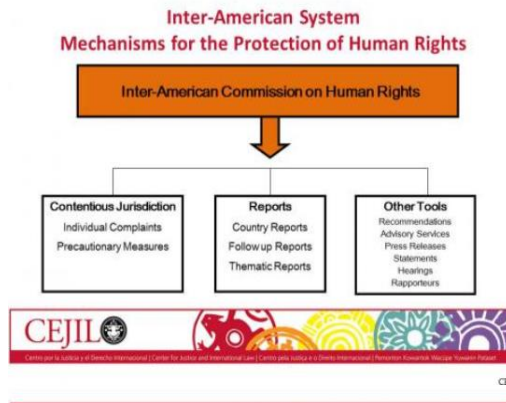 Inter-American System
Mechanisms for the Protection of Human Rights
Inter-American Commission on Human Rights
Contentious Jurisdiction
Individual Complaints
Precautionary Measures
Reports
Country Reports
Follow up Reports
Thematic Reports
Other Tools
Recommendations
Advisory Services
Press Releases
Statements
Hearings
Rapporteurs
CEJIL
Centro por la Justicia y el Derecho Internacional | Center for Justice and International Law | Centro pela Justiça e o Direito Internacional |